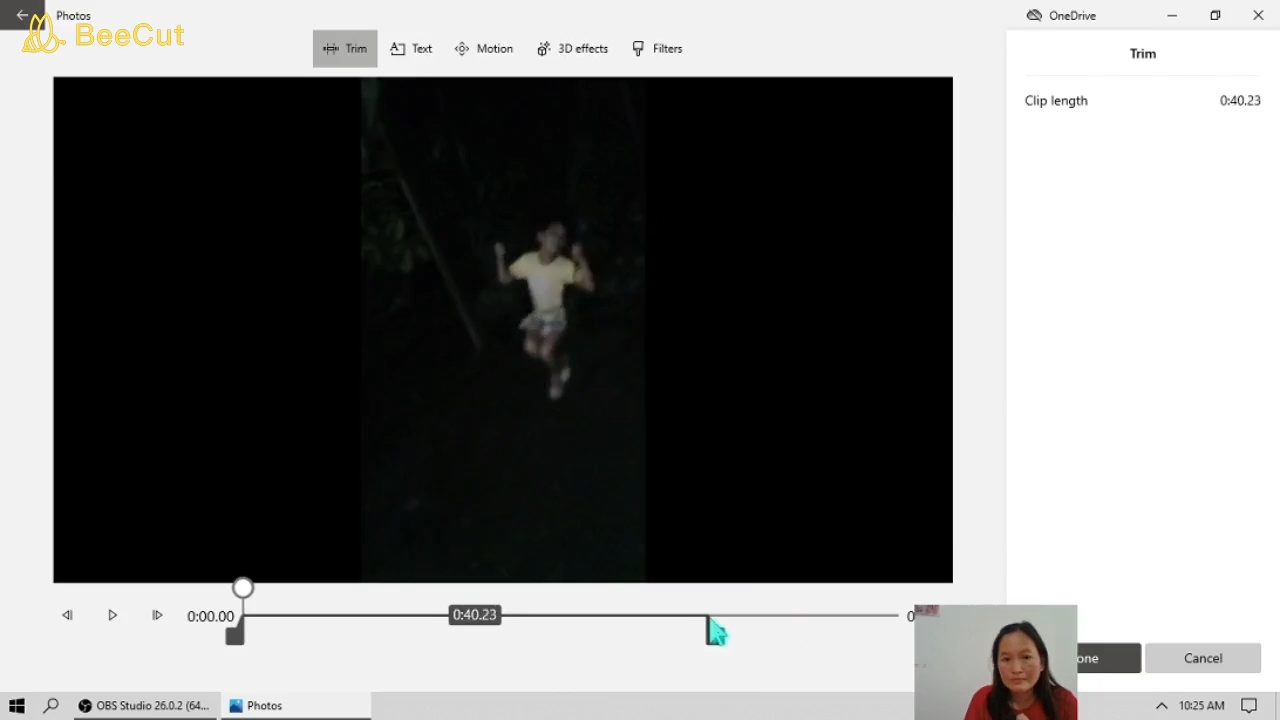 Photos
OneDrive
BeeCut
Trim
Text
Motion
3D effects
Filters
Trim
Clip length
0:40.23
0:00.00
0:40.23
0
one
Cancel
OBS Studio 26.0.2 (64...
Photos
10:25 AM